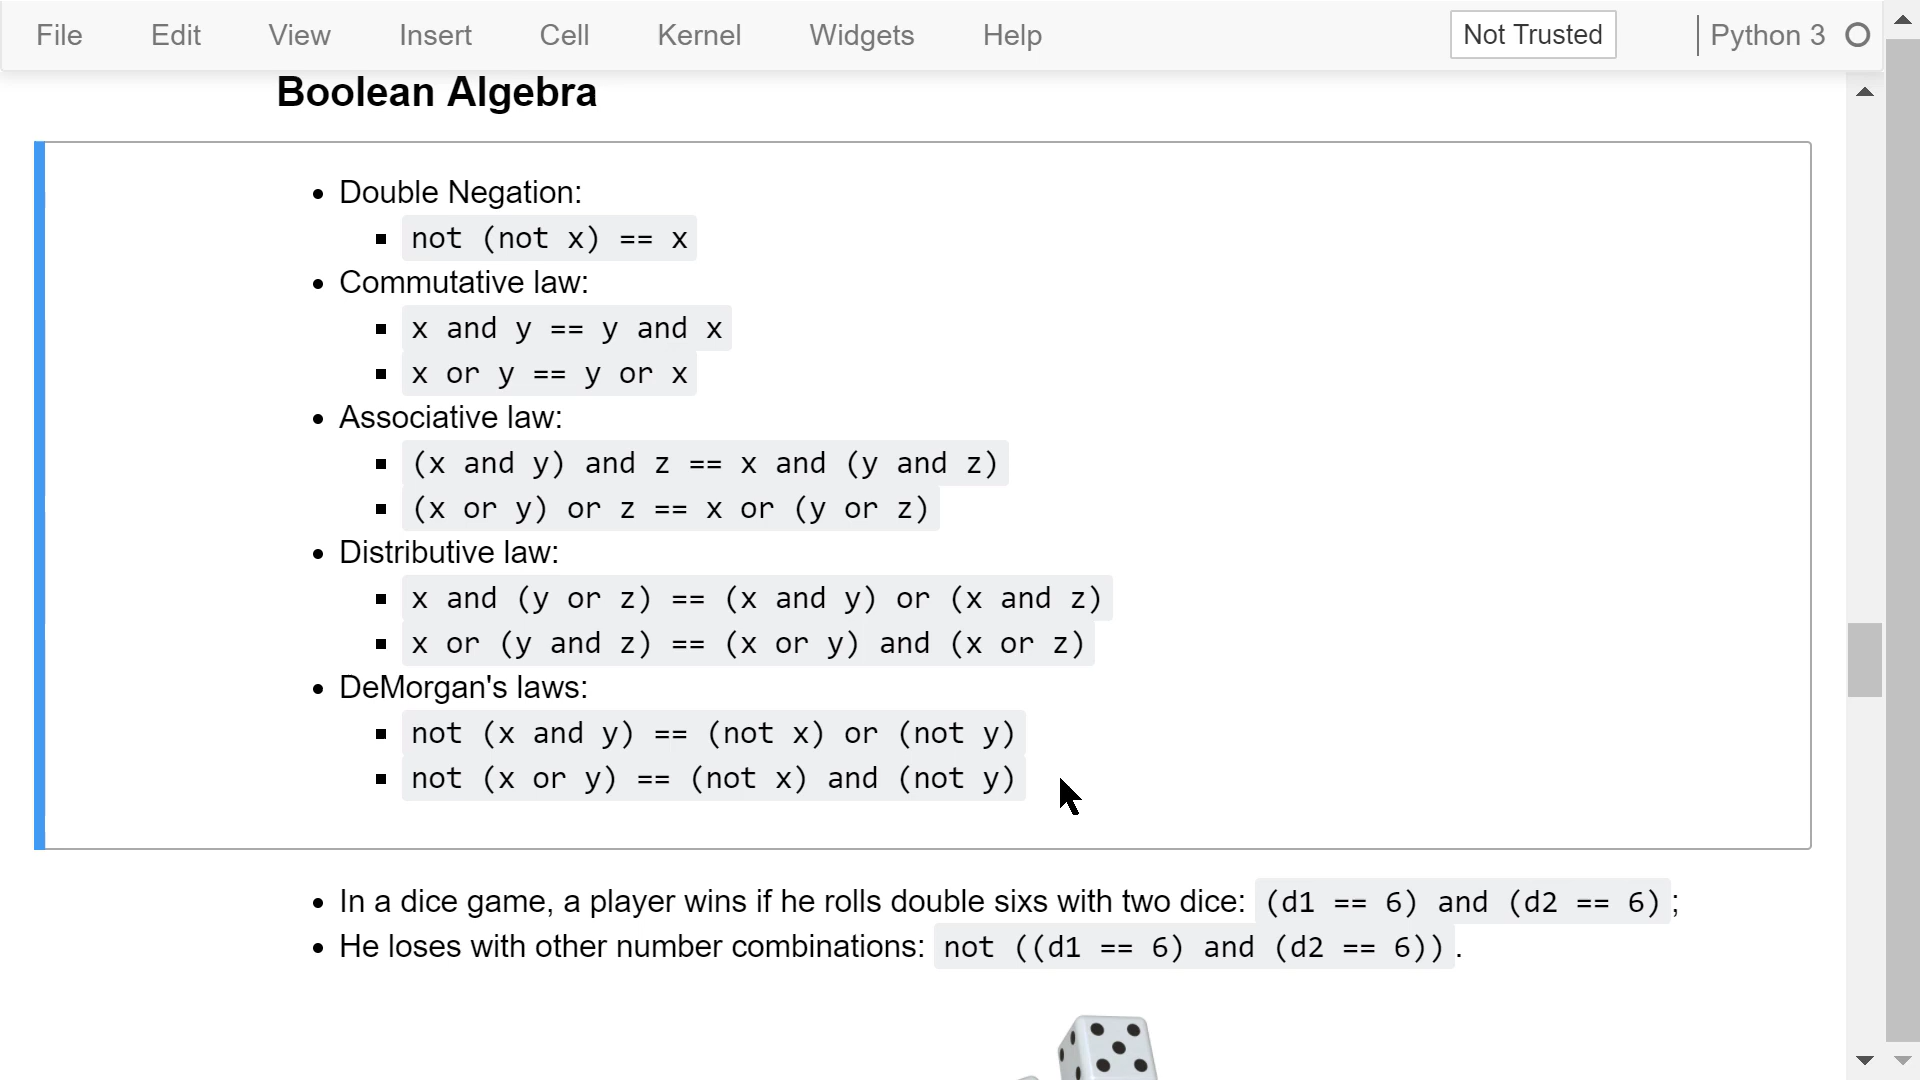 File Edit View Insert Cell Kernel Widgets Help Not Trusted Python 3
Boolean Algebra
Double Negation:
not (not x) == x
Commutative law:
x and y == y and x
x or y == y or x
Associative law:
(x and y) and z == x and (y and z)
(x or y) or z == x or (y or z)
Distributive law:
x and (y or z) == (x and y) or (x and z)
x or (y and z) == (x or y) and (x or z)
DeMorgan's laws:
not (x and y) == (not x) or (not y)
not (x or y) == (not x) and (not y)
In a dice game, a player wins if he rolls double sixs with two dice: (d1 == 6) and (d2 == 6);
He loses with other number combinations: not ((d1 == 6) and (d2 == 6)).